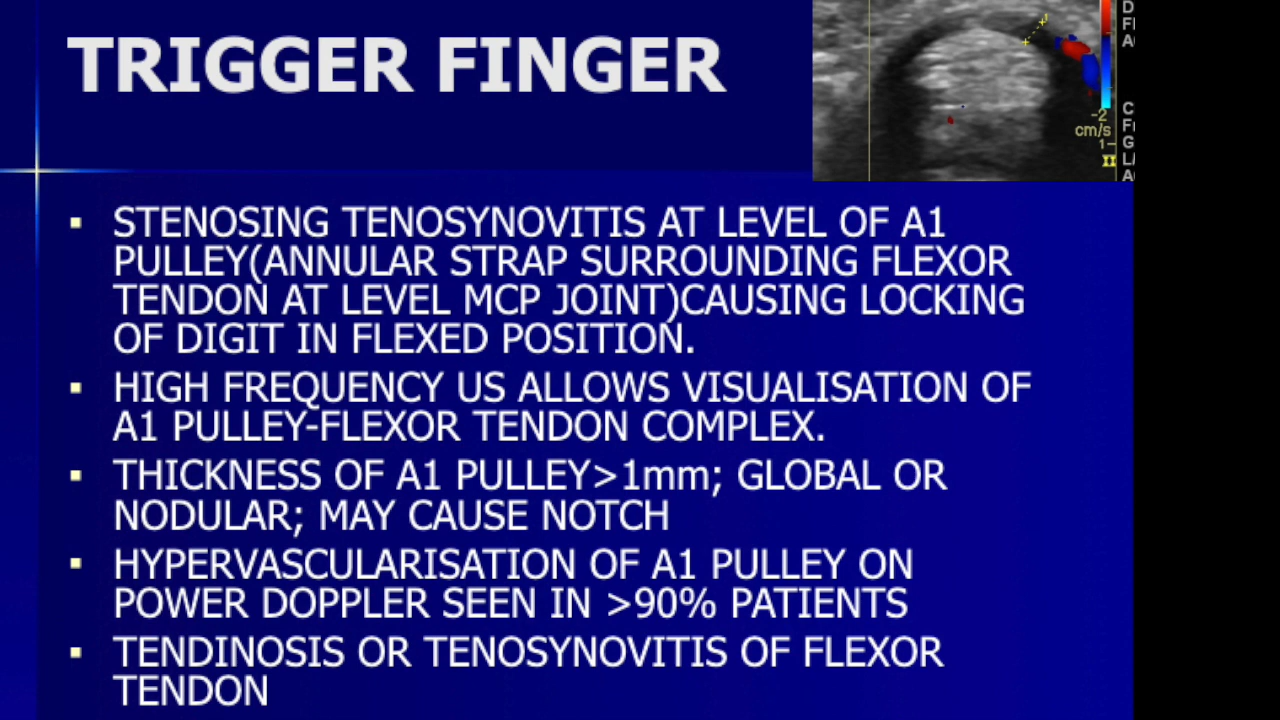 TRIGGER FINGER
-2
cm/s
1-
▪ STENOSING TENOSYNOVITIS AT LEVEL OF A1
PULLEY(ANNULAR STRAP SURROUNDING FLEXOR
TENDON AT LEVEL MCP JOINT)CAUSING LOCKING
OF DIGIT IN FLEXED POSITION.
▪ HIGH FREQUENCY US ALLOWS VISUALISATION OF
A1 PULLEY-FLEXOR TENDON COMPLEX.
▪ THICKNESS OF A1 PULLEY>1mm; GLOBAL OR
NODULAR; MAY CAUSE NOTCH
▪ HYPERVASCULARISATION OF A1 PULLEY ON
POWER DOPPLER SEEN IN >90% PATIENTS
▪ TENDINOSIS OR TENOSYNOVITIS OF FLEXOR
TENDON